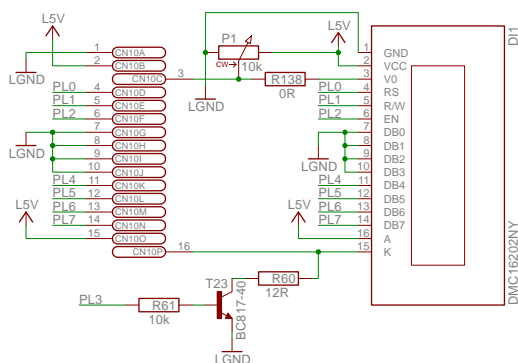 L5V
P1
L5V
DI1
1 CN10A
2 CN10B
CN10C 3
CW
10k
R138
0R
LGND
LGND
PL0 4 CN10D
PL1 5 CN10E
PL2 6 CN10F
7 CN10G
8 CN10H
9 CN10I
10 CN10J
LGND
PL4 11 CN10K
PL5 12 CN10L
PL6 13 CN10M
PL7 14 CN10N
L5V
15 CN10O
CN10P 16
1 GND
2 VCC
3 V0
PL0 4 RS
PL1 5 R/W
PL2 6 EN
7 DB0
8 DB1
9 DB2
10 DB3
LGND
PL4 11 DB4
PL5 12 DB5
PL6 13 DB6
PL7 14 DB7
L5V
16 A
15 K
DMC16202NY
T23
R60
12R
BC817-40
PL3
R61
10k
LGND